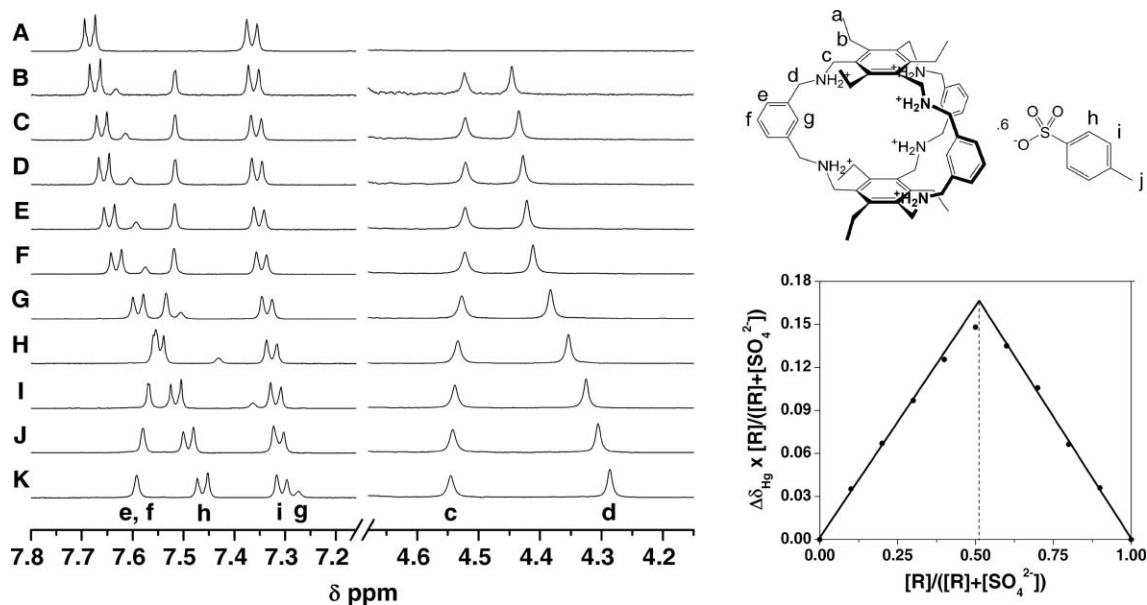 A
B
C
D
E
F
G
H
I
J
K
e, f
h
i
g
c
d
7.8 7.7 7.6 7.5 7.4 7.3 7.2 4.6 4.5 4.4 4.3 4.2
δ ppm
a
b
c
d
e
f
g
NH₂⁺
⁺H₂N
⁺H₂N
NH₂⁺
⁺H₂N
⁺H₂N
.6
O O
S
⁻O
h
i
j
0.18
0.15
0.12
0.09
0.06
0.03
0.00
ΔδHg x [R]/([R]+[SO₄²⁻])
0.00 0.25 0.50 0.75 1.00
[R]/([R]+[SO₄²⁻])